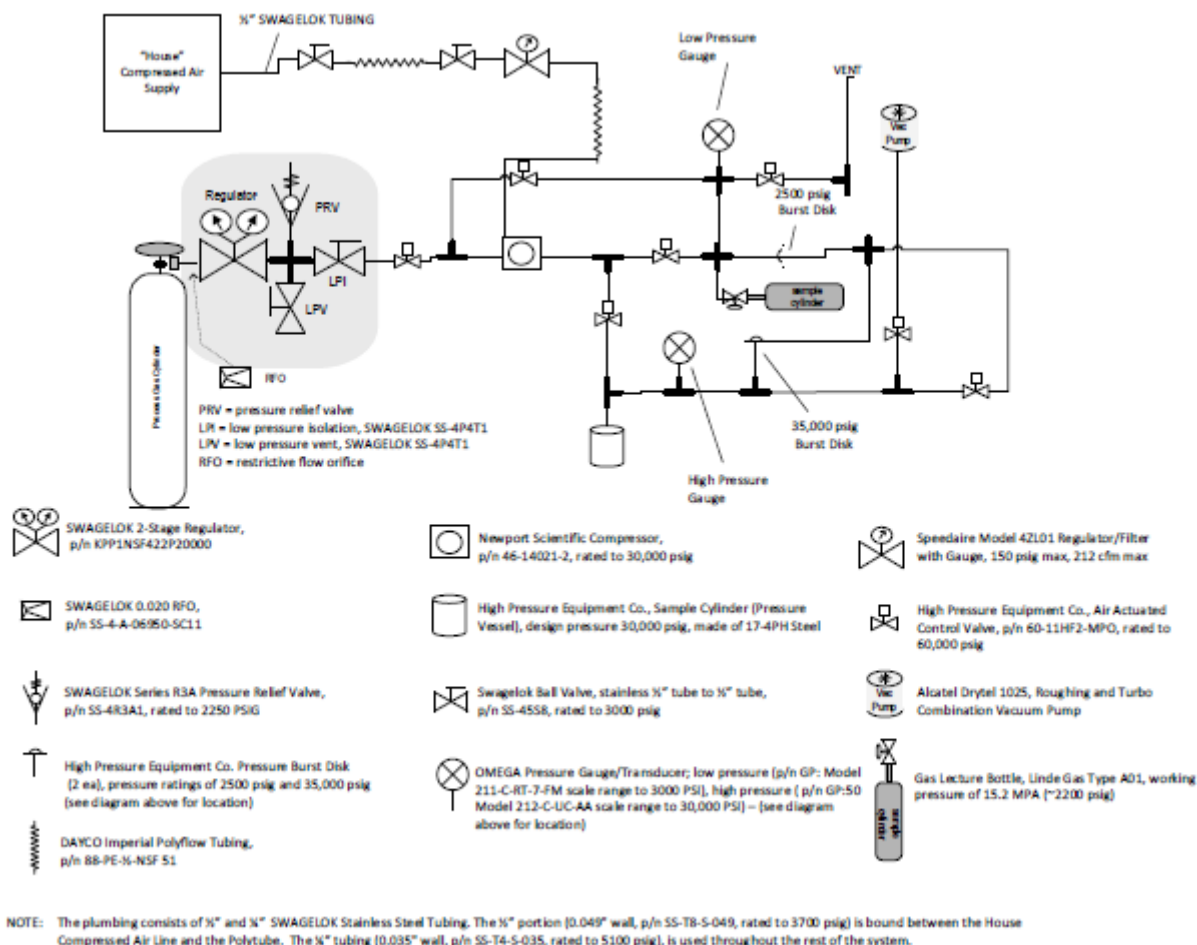 ½" SWAGELOK TUBING
"House"
Compressed Air
Supply
Low Pressure
Gauge
VENT
Vac
Pump
Regulator
PRV
2500 psig
Burst Disk
LPI
LPV
sample
cylinder
Process Gas Cylinder
RFO
35,000 psig
Burst Disk
High Pressure
Gauge
PRV = pressure relief valve
LPI = low pressure isolation, SWAGELOK SS-4P4T1
LPV = low pressure vent, SWAGELOK SS-4P4T1
RFO = restrictive flow orifice
SWAGELOK 2-Stage Regulator,
p/n KPP1NSF422P20000
SWAGELOK 0.020 RFO,
p/n SS-4-A-06950-SC11
SWAGELOK Series R3A Pressure Relief Valve,
p/n SS-4R3A1, rated to 2250 PSIG
High Pressure Equipment Co. Pressure Burst Disk
(2 ea), pressure ratings of 2500 psig and 35,000 psig
(see diagram above for location)
DAYCO Imperial Polyflow Tubing,
p/n 88-PE-½-NSF 51
Newport Scientific Compressor,
p/n 46-14021-2, rated to 30,000 psig
High Pressure Equipment Co., Sample Cylinder (Pressure
Vessel), design pressure 30,000 psig, made of 17-4PH Steel
Swagelok Ball Valve, stainless ½" tube to ½" tube,
p/n SS-45S8, rated to 3000 psig
OMEGA Pressure Gauge/Transducer; low pressure (p/n GP: Model
211-C-RT-7-FM scale range to 3000 PSI), high pressure ( p/n GP:50
Model 212-C-UC-AA scale range to 30,000 PSI) – (see diagram
above for location)
Speedaire Model 4ZL01 Regulator/Filter
with Gauge, 150 psig max, 212 cfm max
High Pressure Equipment Co., Air Actuated
Control Valve, p/n 60-11HF2-MPO, rated to
60,000 psig
Vac
Pump
Alcatel Drytel 1025, Roughing and Turbo
Combination Vacuum Pump
sample
cylinder
Gas Lecture Bottle, Linde Gas Type A01, working
pressure of 15.2 MPA (~2200 psig)
NOTE: The plumbing consists of ½" and ¼" SWAGELOK Stainless Steel Tubing. The ½" portion (0.049" wall, p/n SS-T8-S-049, rated to 3700 psig) is bound between the House
Compressed Air Line and the Polytube. The ¼" tubing (0.035" wall, p/n SS-T4-S-035, rated to 5100 psig), is used throughout the rest of the system.